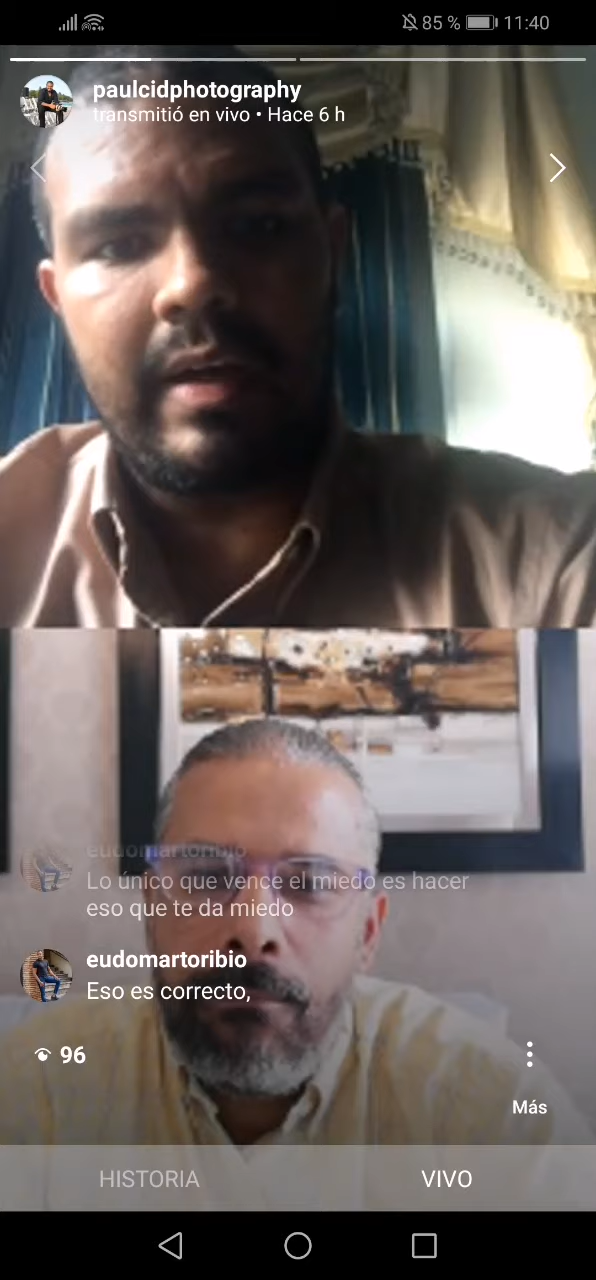 85 % 11:40
paulcidphotography
transmitió en vivo • Hace 6 h
eudomartoribio
Lo único que vence el miedo es hacer
eso que te da miedo
eudomartoribio
Eso es correcto,
96
Más
HISTORIA VIVO